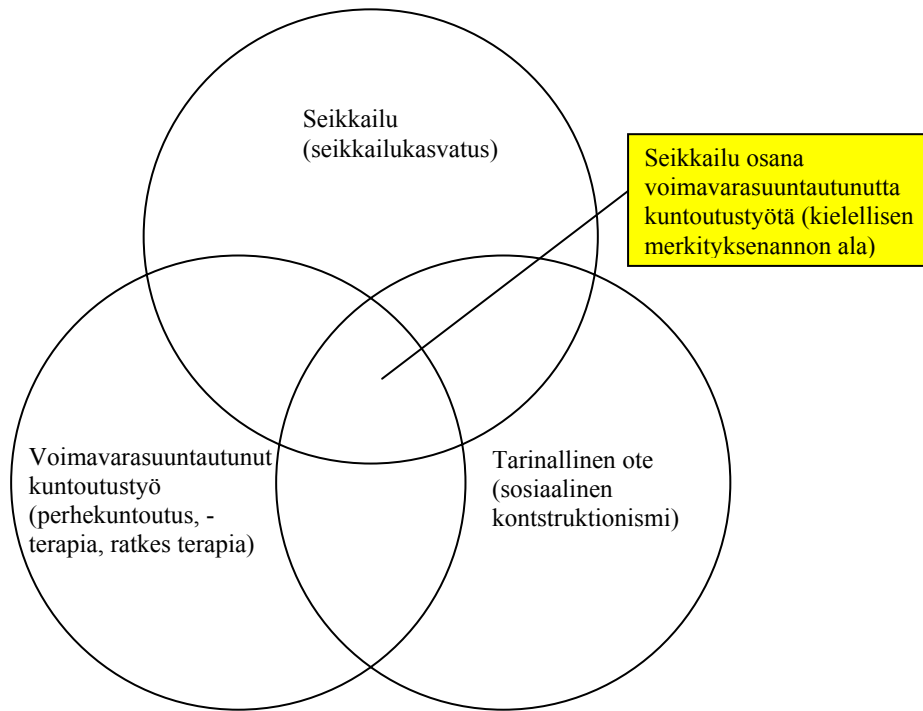 Seikkailu
(seikkailukasvatus)
Seikkailu osana
voimavarasuuntautunutta
kuntoutustyötä (kielellisen
merkityksenannon ala)
Voimavarasuuntautunut
kuntoutustyö
(perhekuntoutus, -
terapia, ratkes terapia)
Tarinallinen ote
(sosiaalinen
kontstruktionismi)